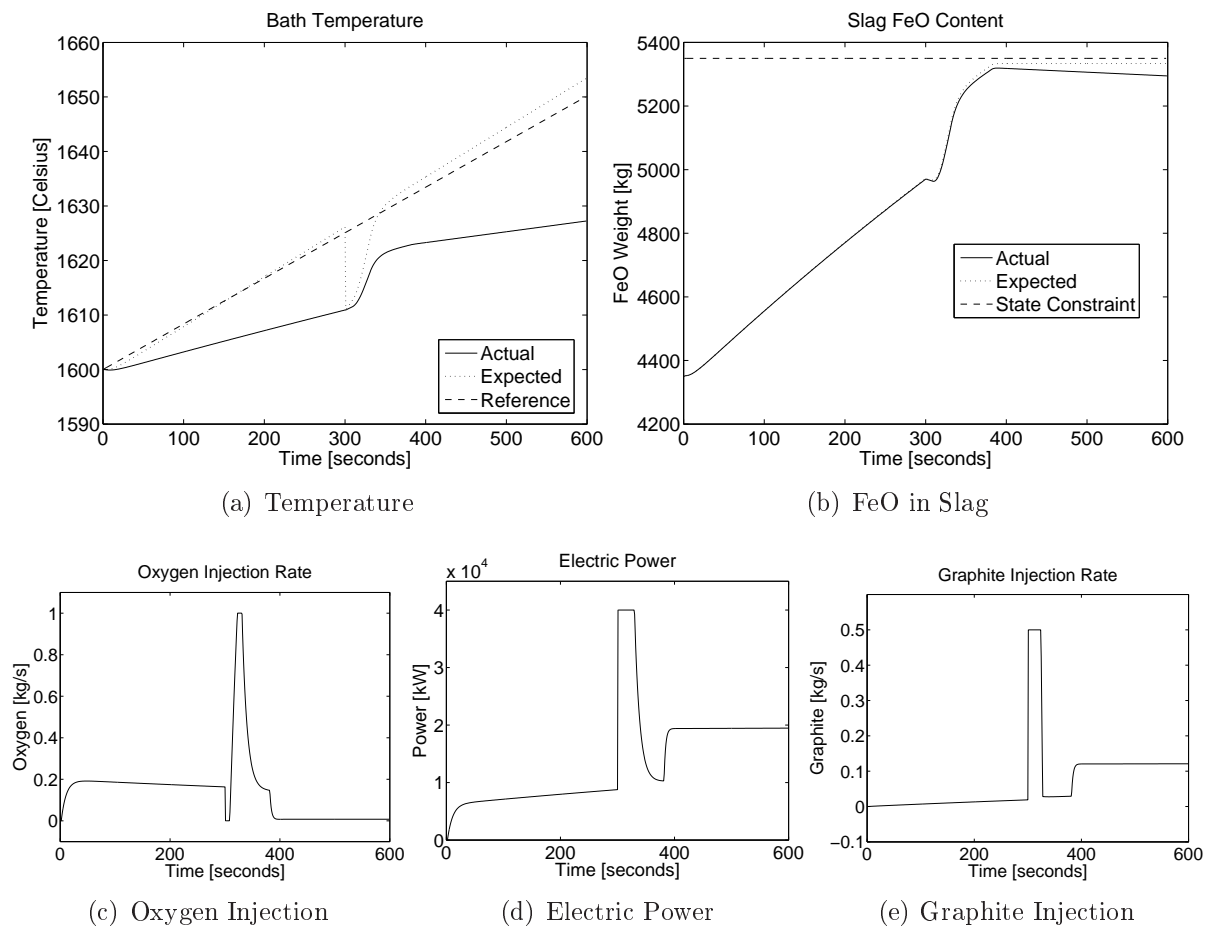 Bath Temperature
1660
1650
1640
1630
1620
1610
1600
1590
Temperature [Celsius]
0 100 200 300 400 500 600
Time [seconds]
Actual
Expected
Reference
(a) Temperature
Slag FeO Content
5400
5200
5000
4800
4600
4400
4200
FeO Weight [kg]
0 100 200 300 400 500 600
Time [seconds]
Actual
Expected
State Constraint
(b) FeO in Slag
Oxygen Injection Rate
1
0.8
0.6
0.4
0.2
0
Oxygen [kg/s]
0 200 400 600
Time [seconds]
(c) Oxygen Injection
Electric Power
x 10^4
4
3
2
1
0
Power [kW]
0 200 400 600
Time [seconds]
(d) Electric Power
Graphite Injection Rate
0.5
0.4
0.3
0.2
0.1
0
−0.1
Graphite [kg/s]
0 200 400 600
Time [seconds]
(e) Graphite Injection